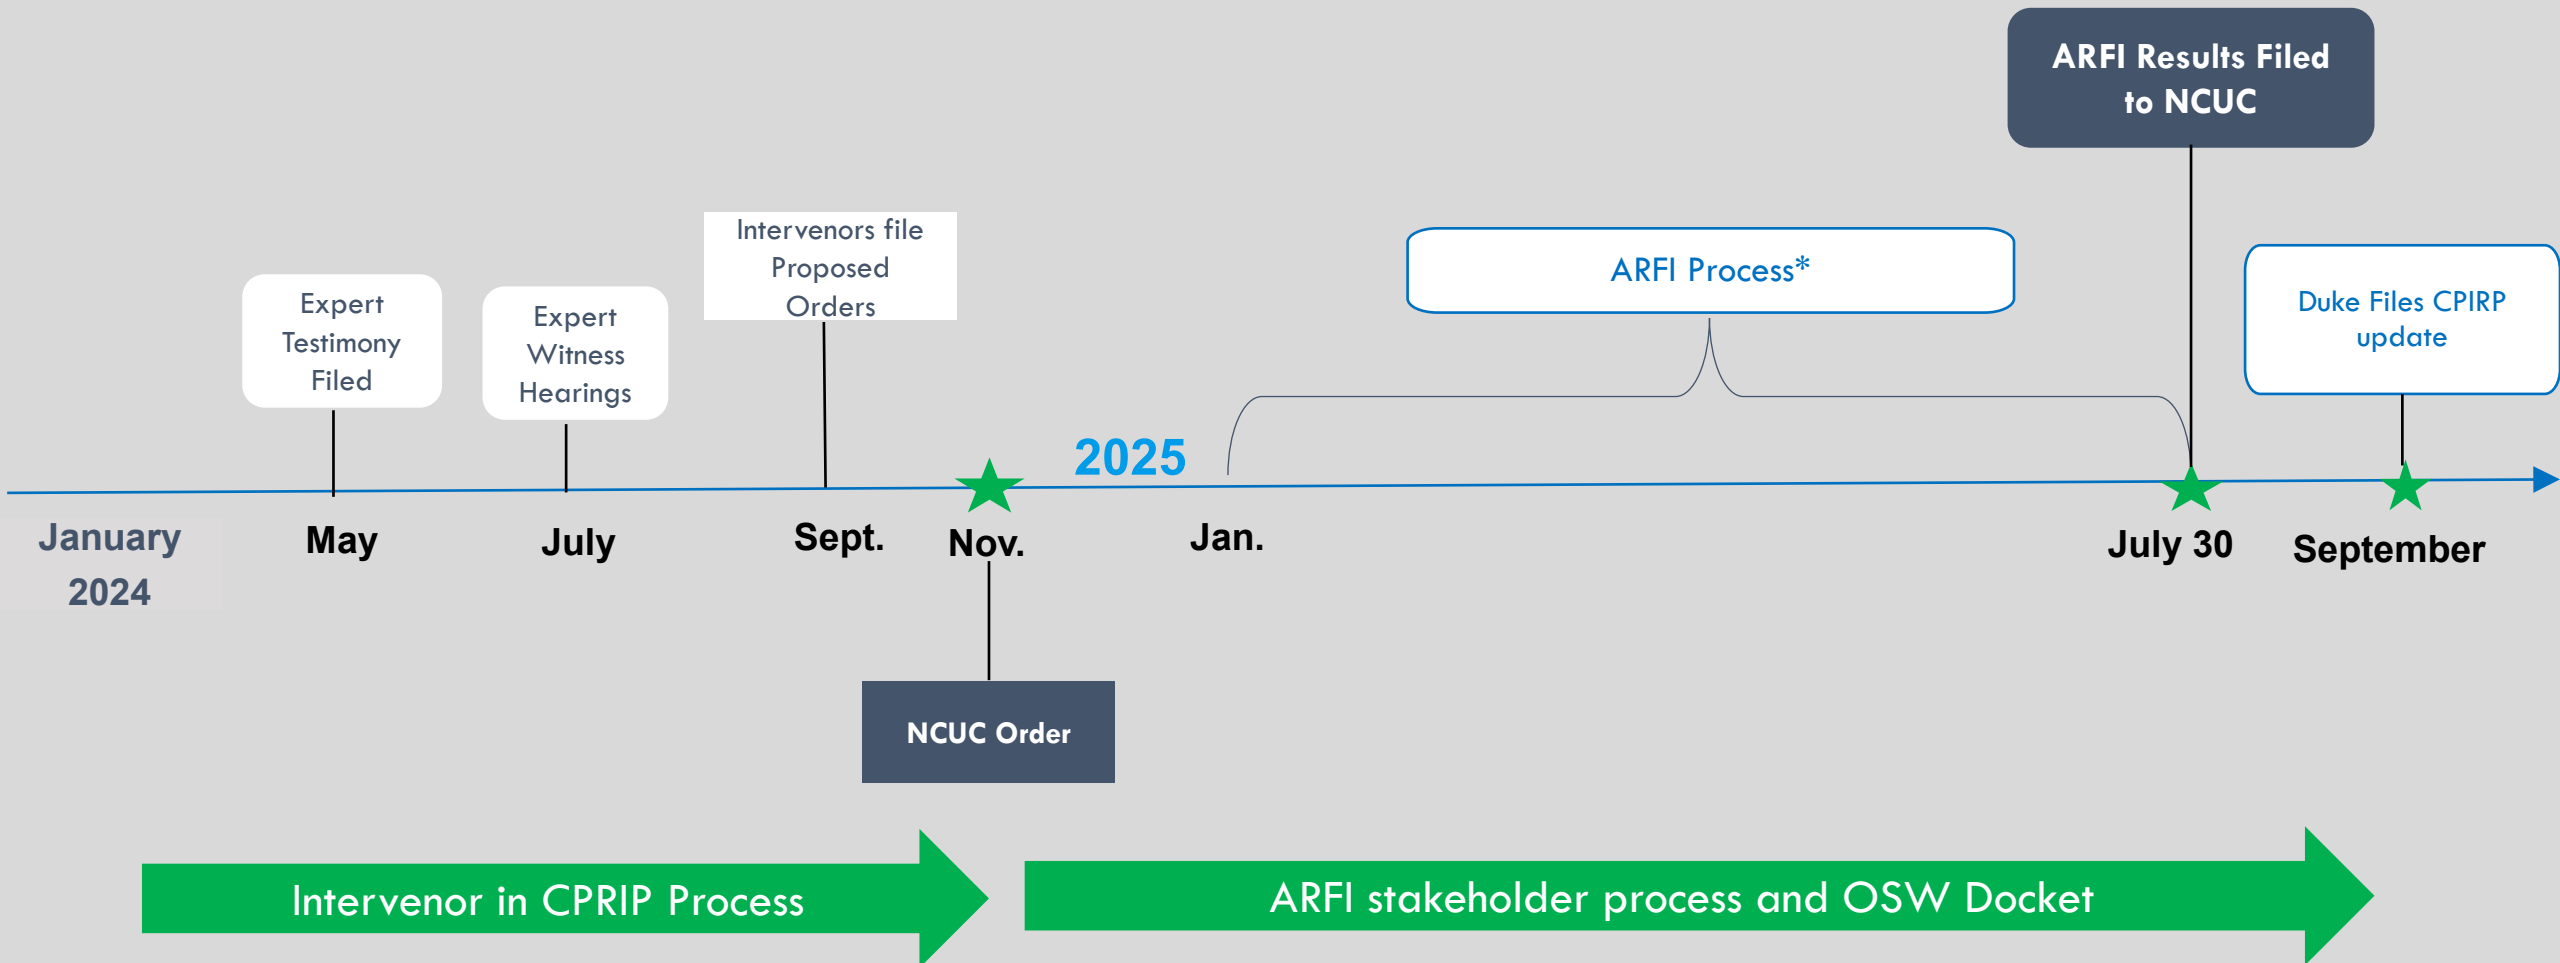 ARFI Results Filed
to NCUC
Intervenors file
Proposed
Orders
ARFI Process*
Expert
Testimony
Filed
Expert
Witness
Hearings
Duke Files CPIRP
update
2025
January
2024
May
July
Sept.
Nov.
Jan.
July 30
September
NCUC Order
Intervenor in CPRIP Process
ARFI stakeholder process and OSW Docket